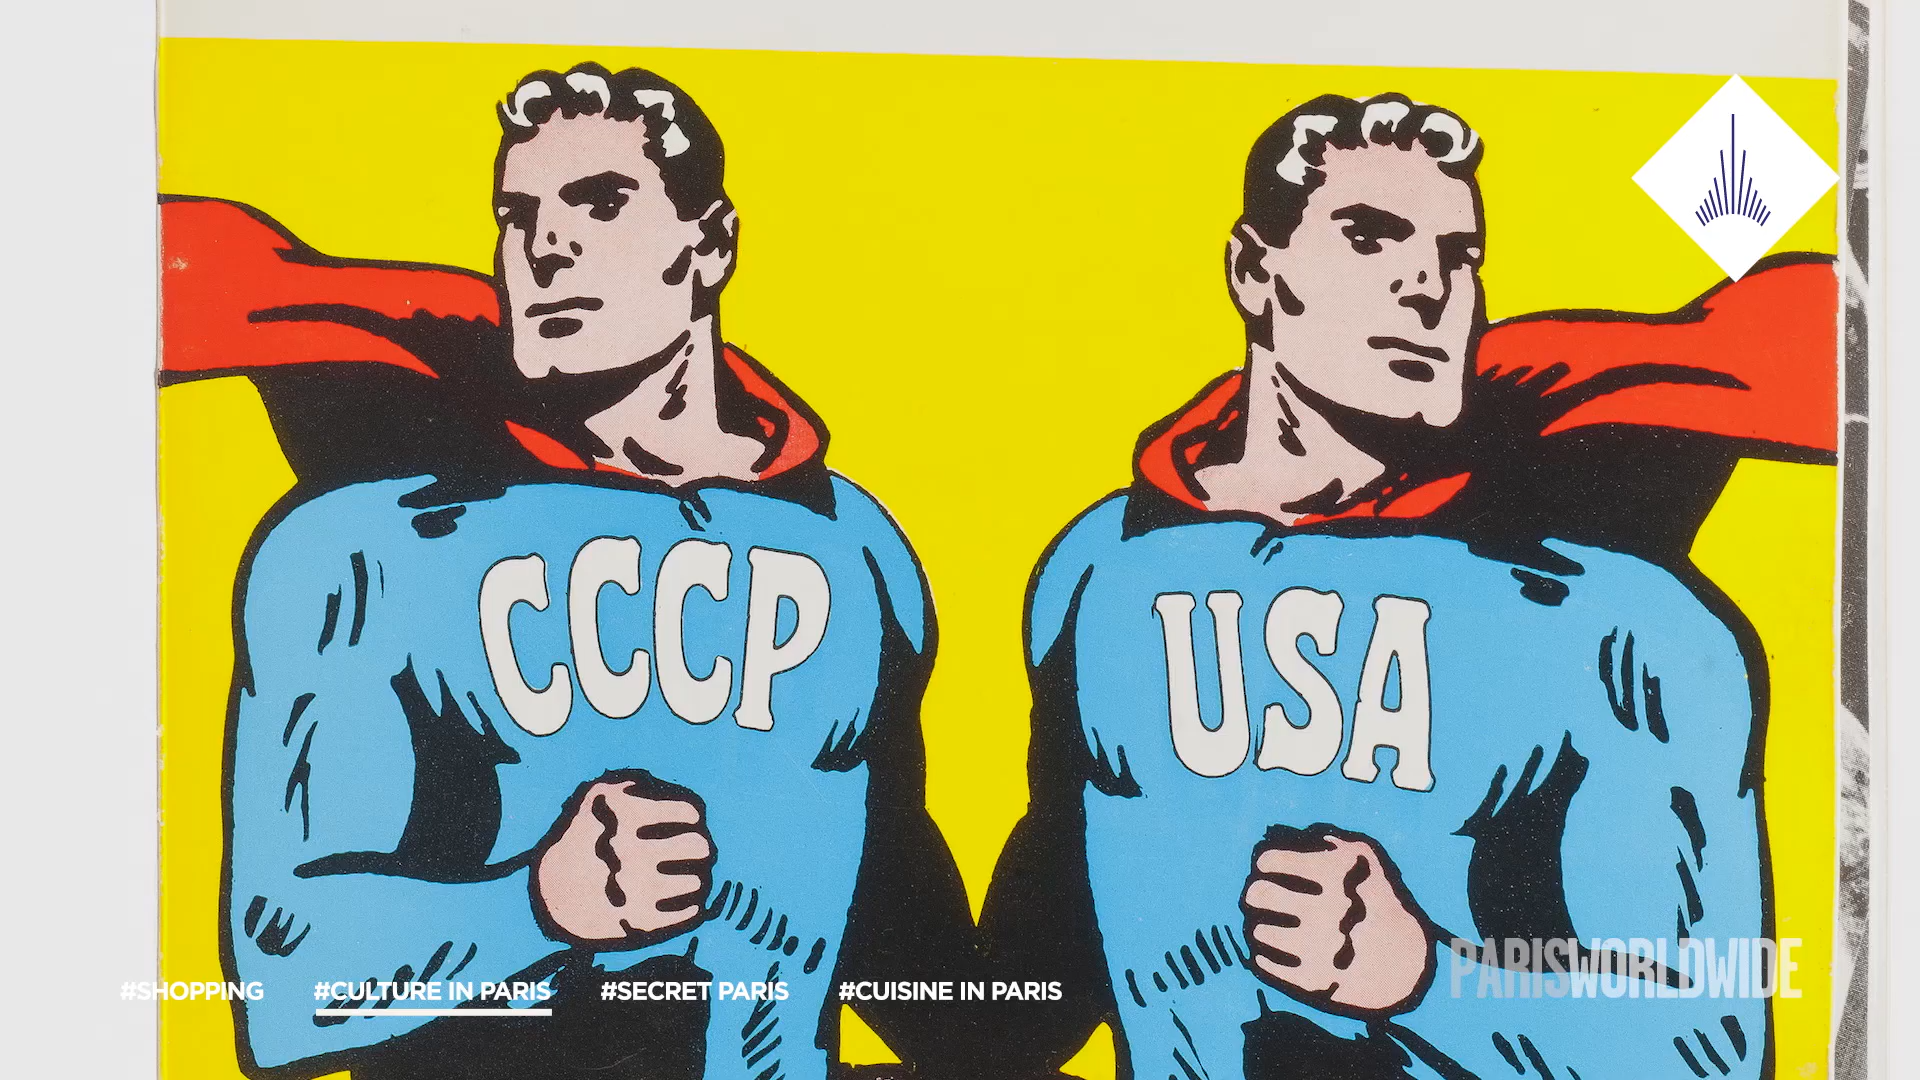 CCCP
USA
#SHOPPING #CULTURE IN PARIS #SECRET PARIS #CUISINE IN PARIS
PARISWORLDWIDE